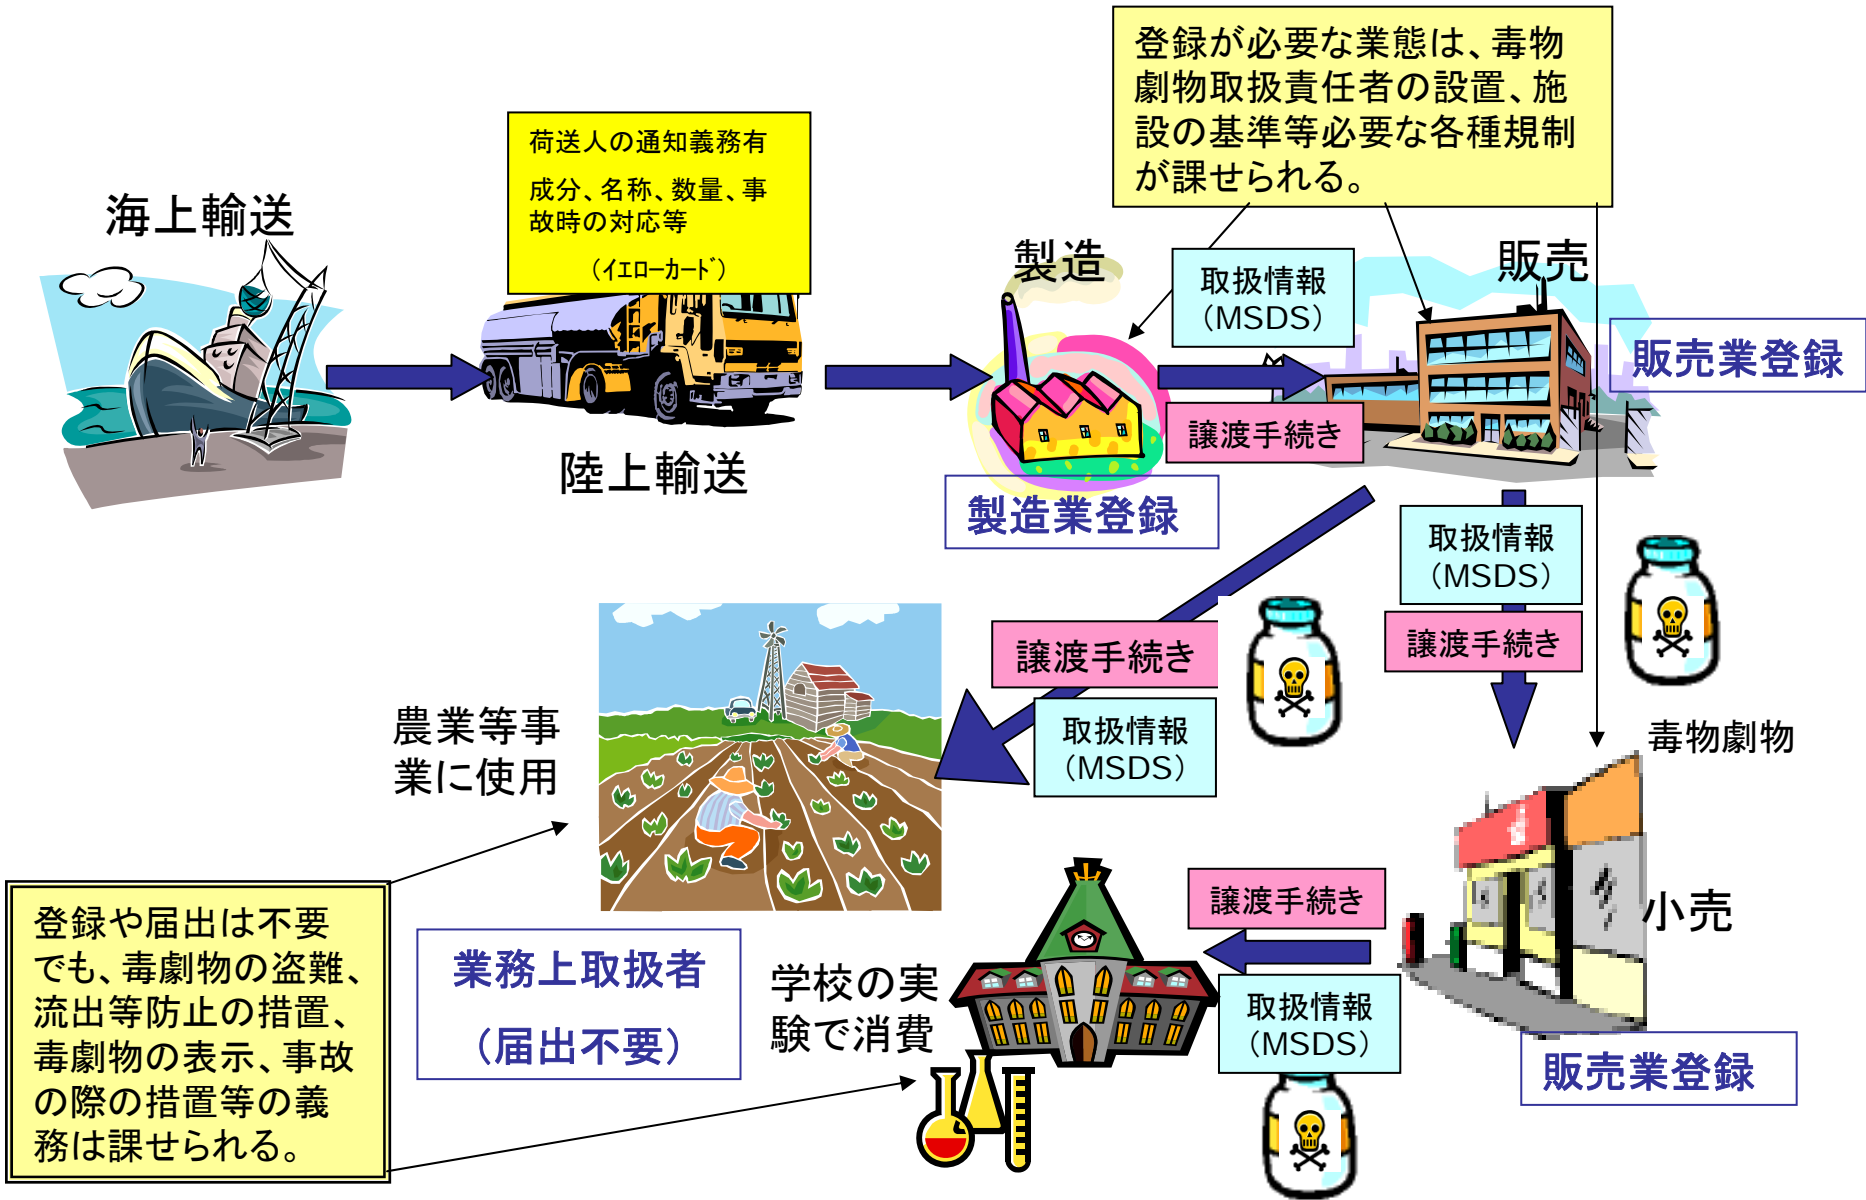 登録が必要な業態は、毒物
劇物取扱責任者の設置、施
設の基準等必要な各種規制
が課せられる。
荷送人の通知義務有
成分、名称、数量、事
故時の対応等
（イエローカード）
海上輸送
陸上輸送
製造
取扱情報
（MSDS）
販売
販売業登録
譲渡手続き
製造業登録
取扱情報
（MSDS）
譲渡手続き
譲渡手続き
取扱情報
（MSDS）
毒物劇物
農業等事
業に使用
登録や届出は不要
でも、毒劇物の盗難、
流出等防止の措置、
毒劇物の表示、事故
の際の措置等の義
務は課せられる。
業務上取扱者
（届出不要）
学校の実
験で消費
譲渡手続き
取扱情報
（MSDS）
小売
販売業登録